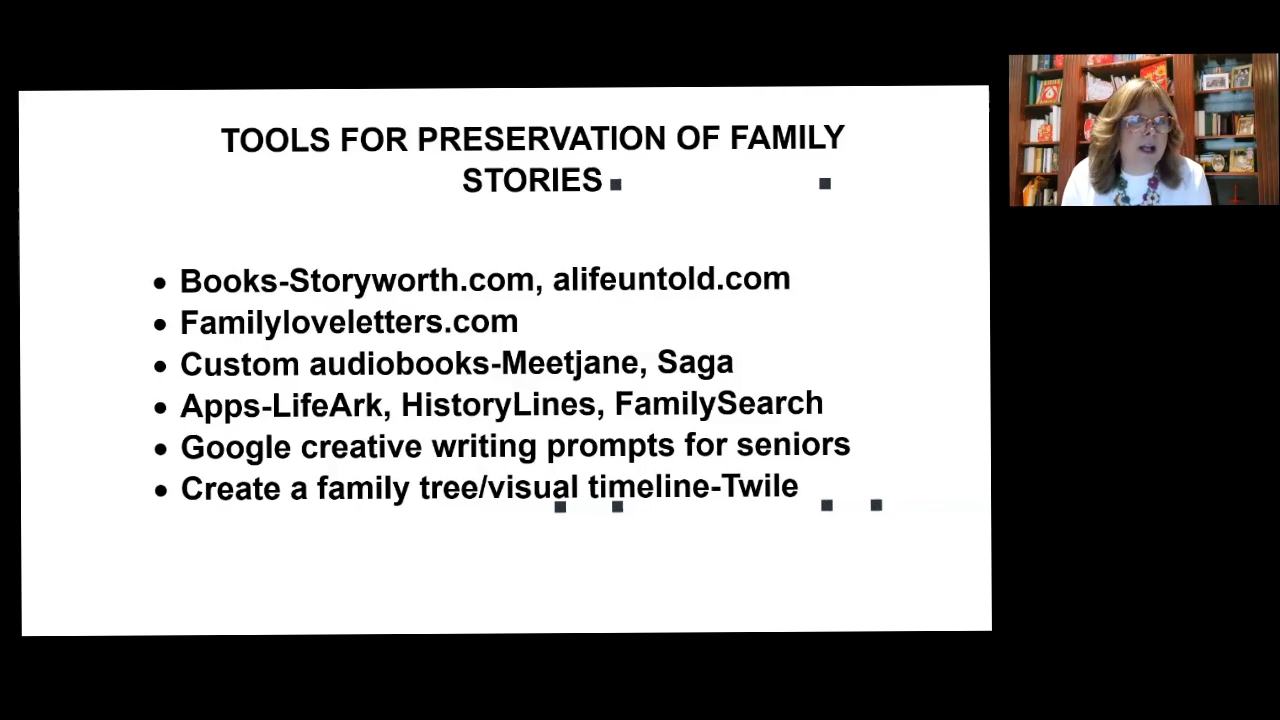 TOOLS FOR PRESERVATION OF FAMILY
STORIES
• Books-Storyworth.com, alifeuntold.com
• Familyloveletters.com
• Custom audiobooks-Meetjane, Saga
• Apps-LifeArk, HistoryLines, FamilySearch
• Google creative writing prompts for seniors
• Create a family tree/visual timeline-Twile